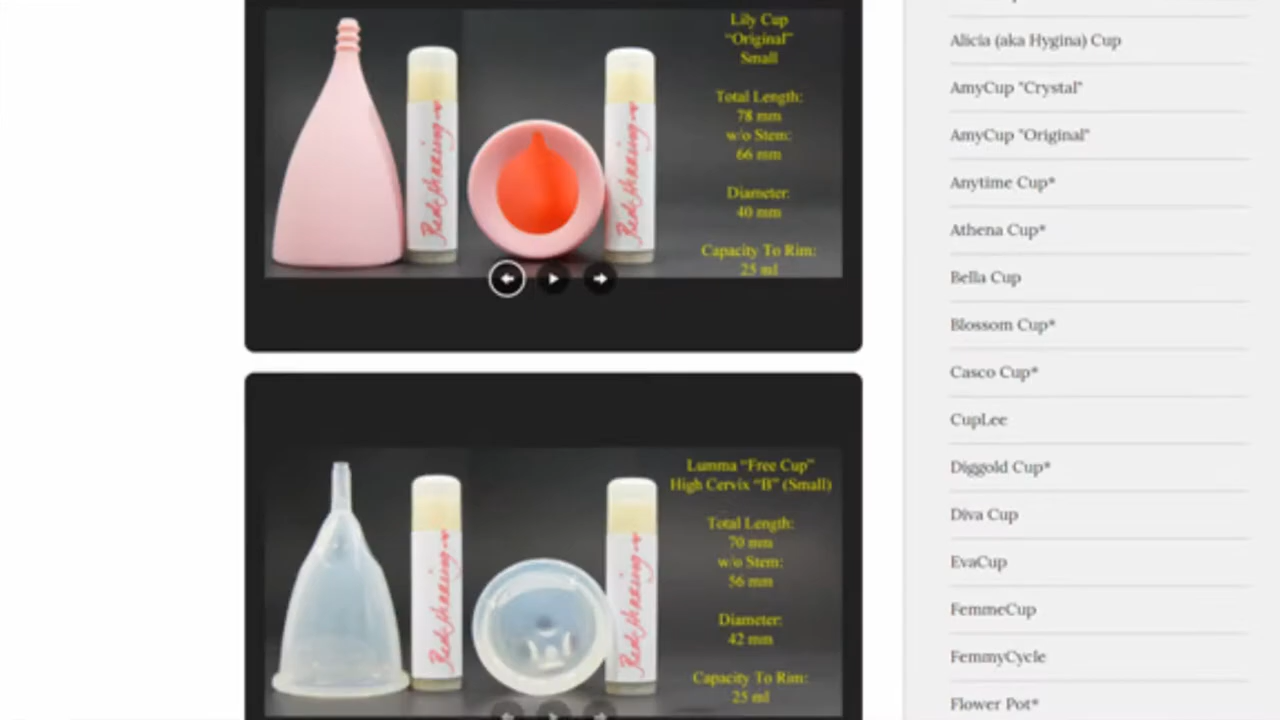 Lily Cup
"Original"
Small
Total Length:
78 mm
w/o Stem:
66 mm
Diameter:
40 mm
Capacity To Rim:
25 ml
Lumma "Free Cup"
High Cervix "B" (Small)
Total Length:
70 mm
w/o Stem:
56 mm
Diameter:
42 mm
Capacity To Rim:
25 ml
Alicia (aka Hygina) Cup
AmyCup "Crystal"
AmyCup "Original"
Anytime Cup*
Athena Cup*
Bella Cup
Blossom Cup*
Casco Cup*
CupLee
Diggold Cup*
Diva Cup
EvaCup
FemmeCup
FemmyCycle
Flower Pot*